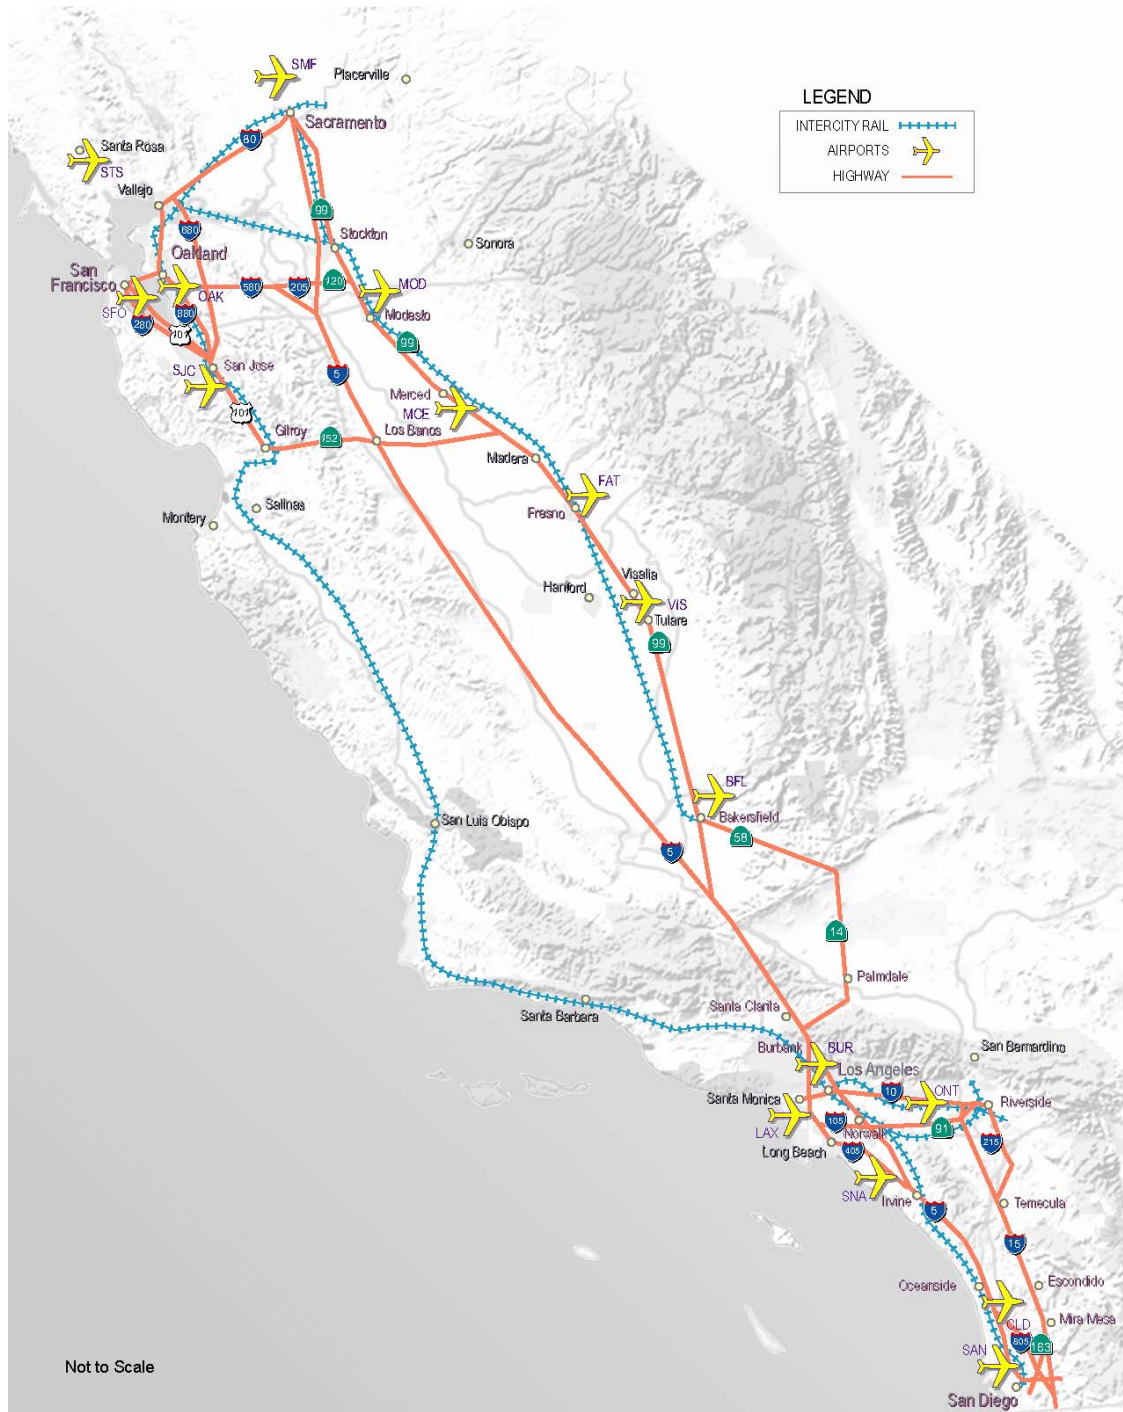 SMF
Placerville
LEGEND
INTERCITY RAIL
AIRPORTS
HIGHWAY
Sacramento
80
Santa Rosa
STS
Vallejo
99
680
Stockton
Sonora
Oakland
San
Francisco
OAK
580
205
120
MOD
SFO
880
280
101
Modesto
99
SJC
San Jose
5
Merced
MCE
101
Gilroy
152
Los Banos
Madera
FAT
Salinas
Montery
Fresno
Visalia
Hanford
VIS
Tulare
99
BFL
San Luis Obispo
Bakersfield
58
5
14
Palmdale
Santa Clarita
Santa Barbara
Burbank
BUR
San Bernardino
Los Angeles
10
ONT
Santa Monica
Riverside
LAX
105
Norwalk
91
215
Long Beach
405
SNA
Irvine
5
Temecula
15
Oceanside
Escondido
CLD
Mira Mesa
805
163
SAN
Not to Scale
San Diego